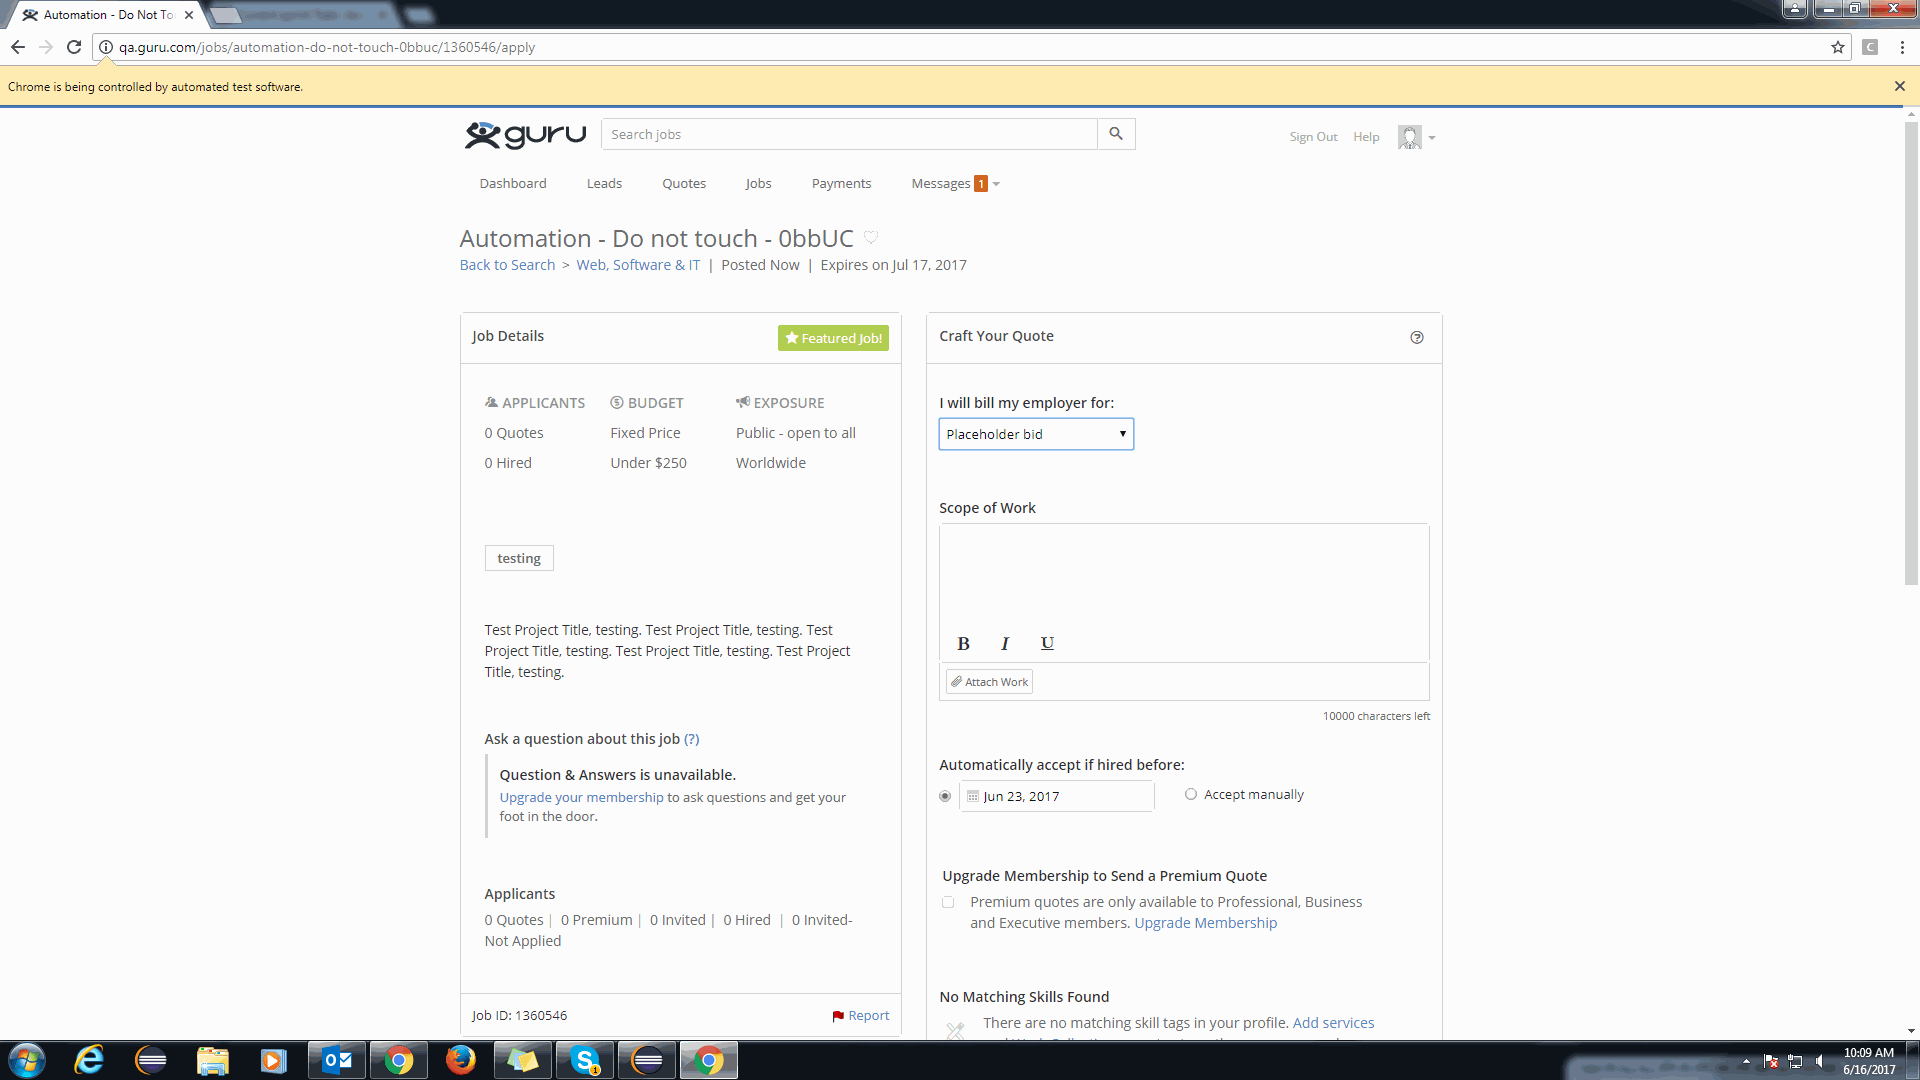 Automation - Do Not To
qa.guru.com/jobs/automation-do-not-touch-0bbuc/1360546/apply
C
Chrome is being controlled by automated test software.
guru
Search jobs
Sign Out Help
Dashboard Leads Quotes Jobs Payments Messages 1
Automation - Do not touch - 0bbUC
Back to Search > Web, Software & IT | Posted Now | Expires on Jul 17, 2017
Job Details
Featured Job!
APPLICANTS BUDGET EXPOSURE
0 Quotes Fixed Price Public - open to all
0 Hired Under $250 Worldwide
testing
Test Project Title, testing. Test Project Title, testing. Test
Project Title, testing. Test Project Title, testing. Test Project
Title, testing.
Ask a question about this job (?)
Question & Answers is unavailable.
Upgrade your membership to ask questions and get your
foot in the door.
Applicants
0 Quotes | 0 Premium | 0 Invited | 0 Hired | 0 Invited-
Not Applied
Job ID: 1360546
Report
Craft Your Quote
?
I will bill my employer for:
Placeholder bid
Scope of Work
B I U
Attach Work
10000 characters left
Automatically accept if hired before:
Jun 23, 2017
Accept manually
Upgrade Membership to Send a Premium Quote
Premium quotes are only available to Professional, Business
and Executive members. Upgrade Membership
No Matching Skills Found
There are no matching skill tags in your profile. Add services
10:09 AM
6/16/2017